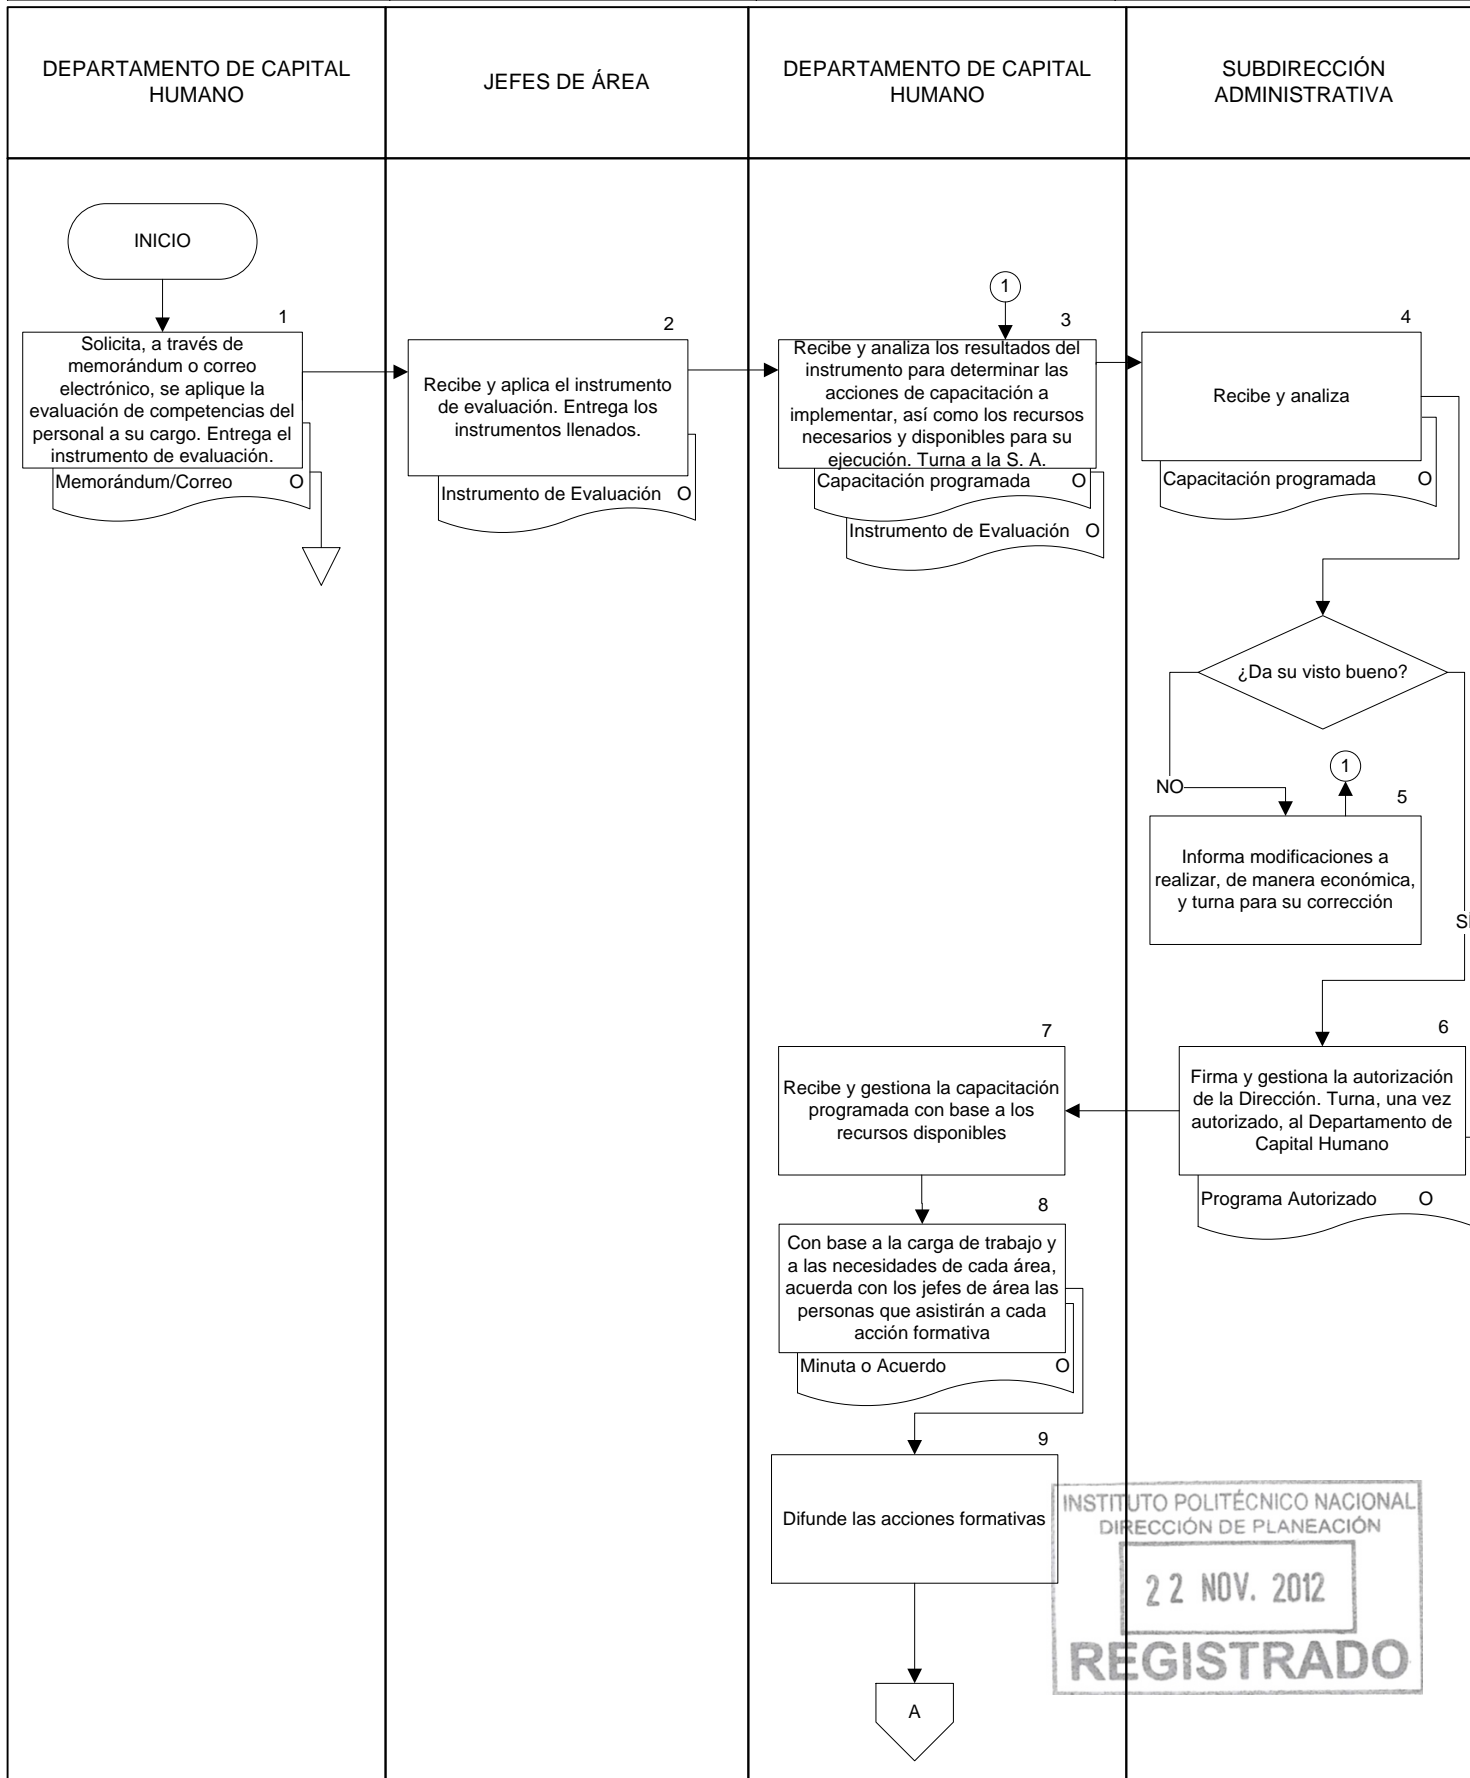 DEPARTAMENTO DE CAPITAL
HUMANO
JEFES DE ÁREA
DEPARTAMENTO DE CAPITAL
HUMANO
SUBDIRECCIÓN
ADMINISTRATIVA
INICIO
1
Solicita, a través de
memorándum o correo
electrónico, se aplique la
evaluación de competencias del
personal a su cargo. Entrega el
instrumento de evaluación.
Memorándum/Correo O
2
Recibe y aplica el instrumento
de evaluación. Entrega los
instrumentos llenados.
Instrumento de Evaluación O
1
3
Recibe y analiza los resultados del
instrumento para determinar las
acciones de capacitación a
implementar, así como los recursos
necesarios y disponibles para su
ejecución. Turna a la S. A.
Capacitación programada O
Instrumento de Evaluación O
4
Recibe y analiza
Capacitación programada O
¿Da su visto bueno?
NO
1
5
Informa modificaciones a
realizar, de manera económica,
y turna para su corrección
6
Firma y gestiona la autorización
de la Dirección. Turna, una vez
autorizado, al Departamento de
Capital Humano
Programa Autorizado O
7
Recibe y gestiona la capacitación
programada con base a los
recursos disponibles
8
Con base a la carga de trabajo y
a las necesidades de cada área,
acuerda con los jefes de área las
personas que asistirán a cada
acción formativa
Minuta o Acuerdo O
9
Difunde las acciones formativas
A
INSTITUTO POLITÉCNICO NACIONAL
DIRECCIÓN DE PLANEACIÓN
22 NOV. 2012
REGISTRADO